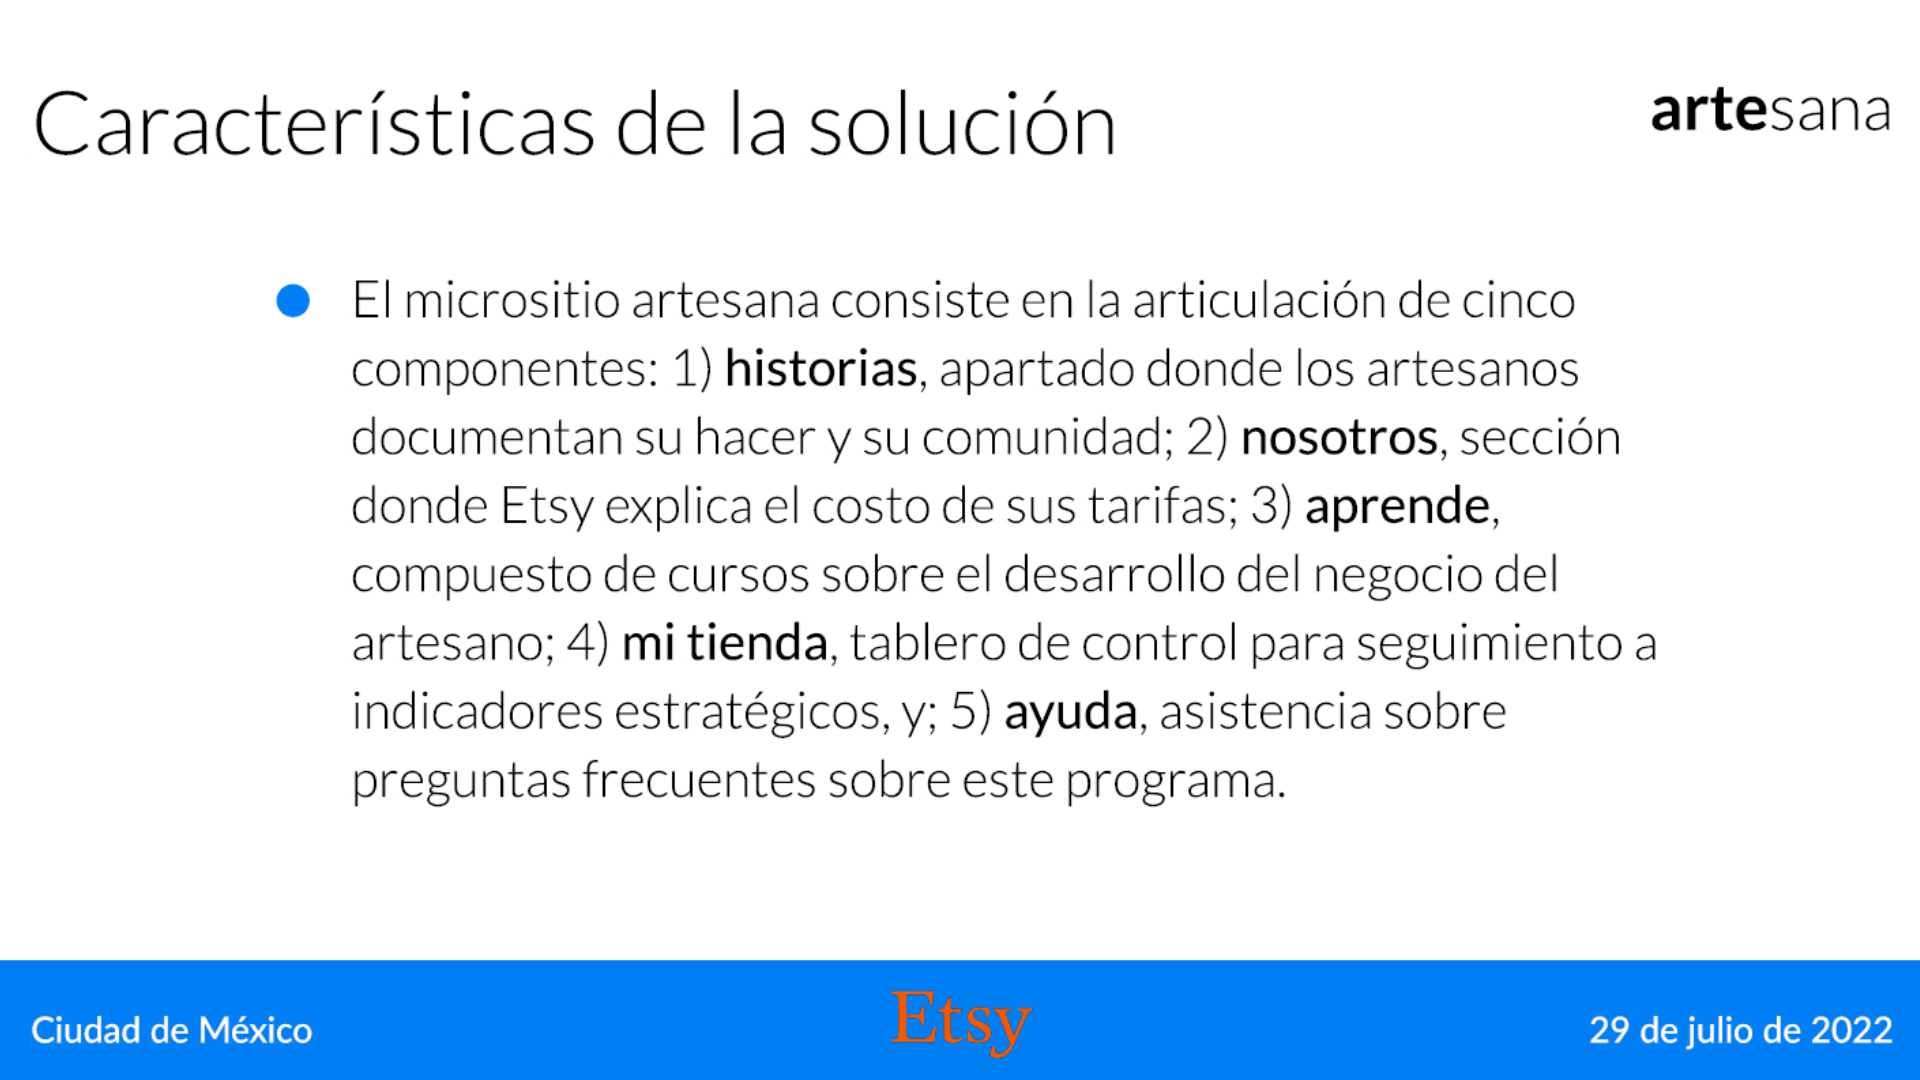 Características de la solución
artesana
El micrositio artesana consiste en la articulación de cinco
componentes: 1) historias, apartado donde los artesanos
documentan su hacer y su comunidad; 2) nosotros, sección
donde Etsy explica el costo de sus tarifas; 3) aprende,
compuesto de cursos sobre el desarrollo del negocio del
artesano; 4) mi tienda, tablero de control para seguimiento a
indicadores estratégicos, y; 5) ayuda, asistencia sobre
preguntas frecuentes sobre este programa.
Ciudad de México
Etsy
29 de julio de 2022